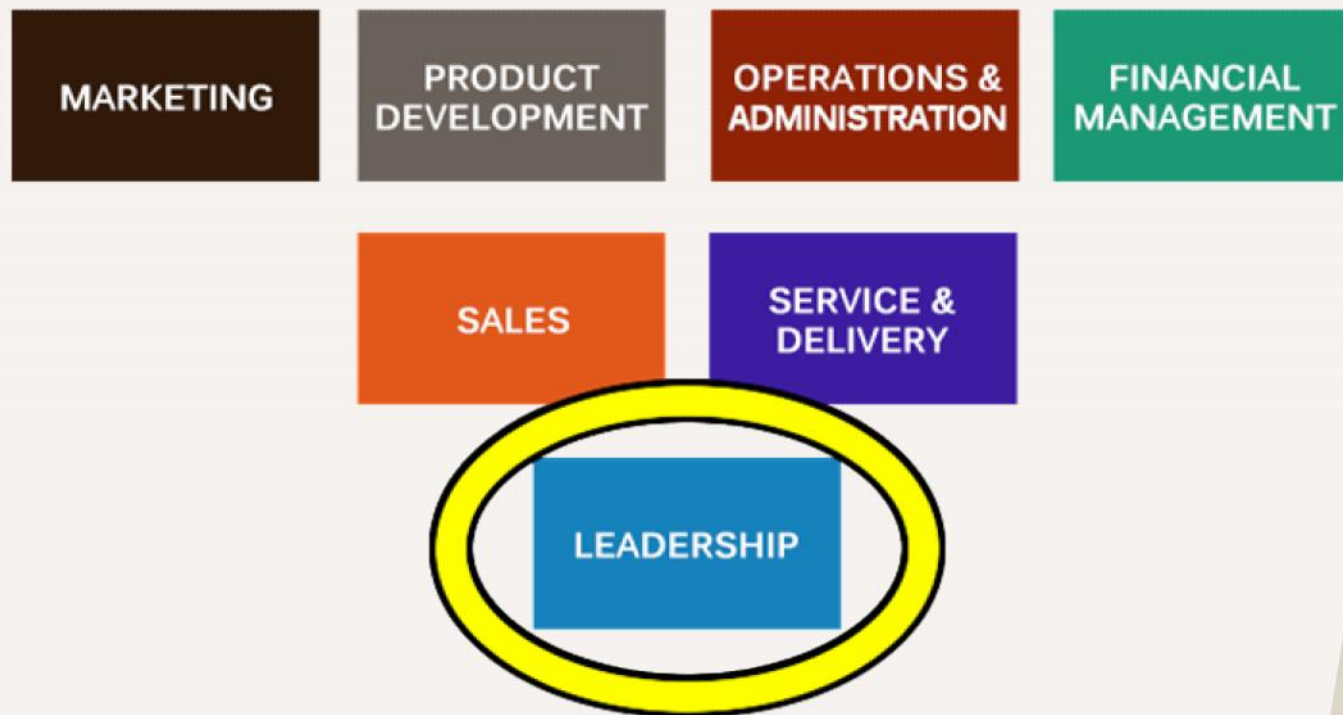 MARKETING
PRODUCT
DEVELOPMENT
OPERATIONS &
ADMINISTRATION
FINANCIAL
MANAGEMENT
SALES
SERVICE &
DELIVERY
LEADERSHIP